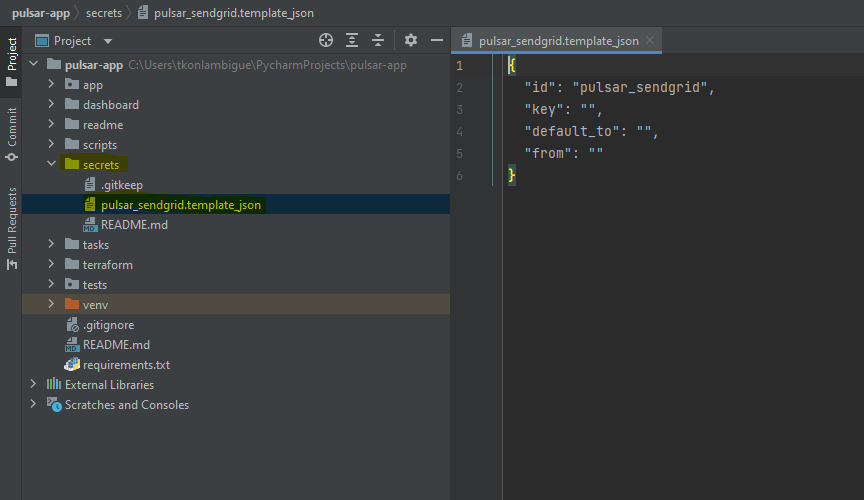 pulsar-app secrets pulsar_sendgrid.template_json
Project
pulsar_sendgrid.template_json
Project
Commit
Pull Requests
pulsar-app C:\Users\tkonlambigue\PycharmProjects\pulsar-app
app
dashboard
readme
scripts
secrets
.gitkeep
pulsar_sendgrid.template_json
MD README.md
tasks
terraform
tests
venv
.gitignore
MD README.md
requirements.txt
External Libraries
Scratches and Consoles
1 {
2 "id": "pulsar_sendgrid",
3 "key": "",
4 "default_to": "",
5 "from": ""
6 }